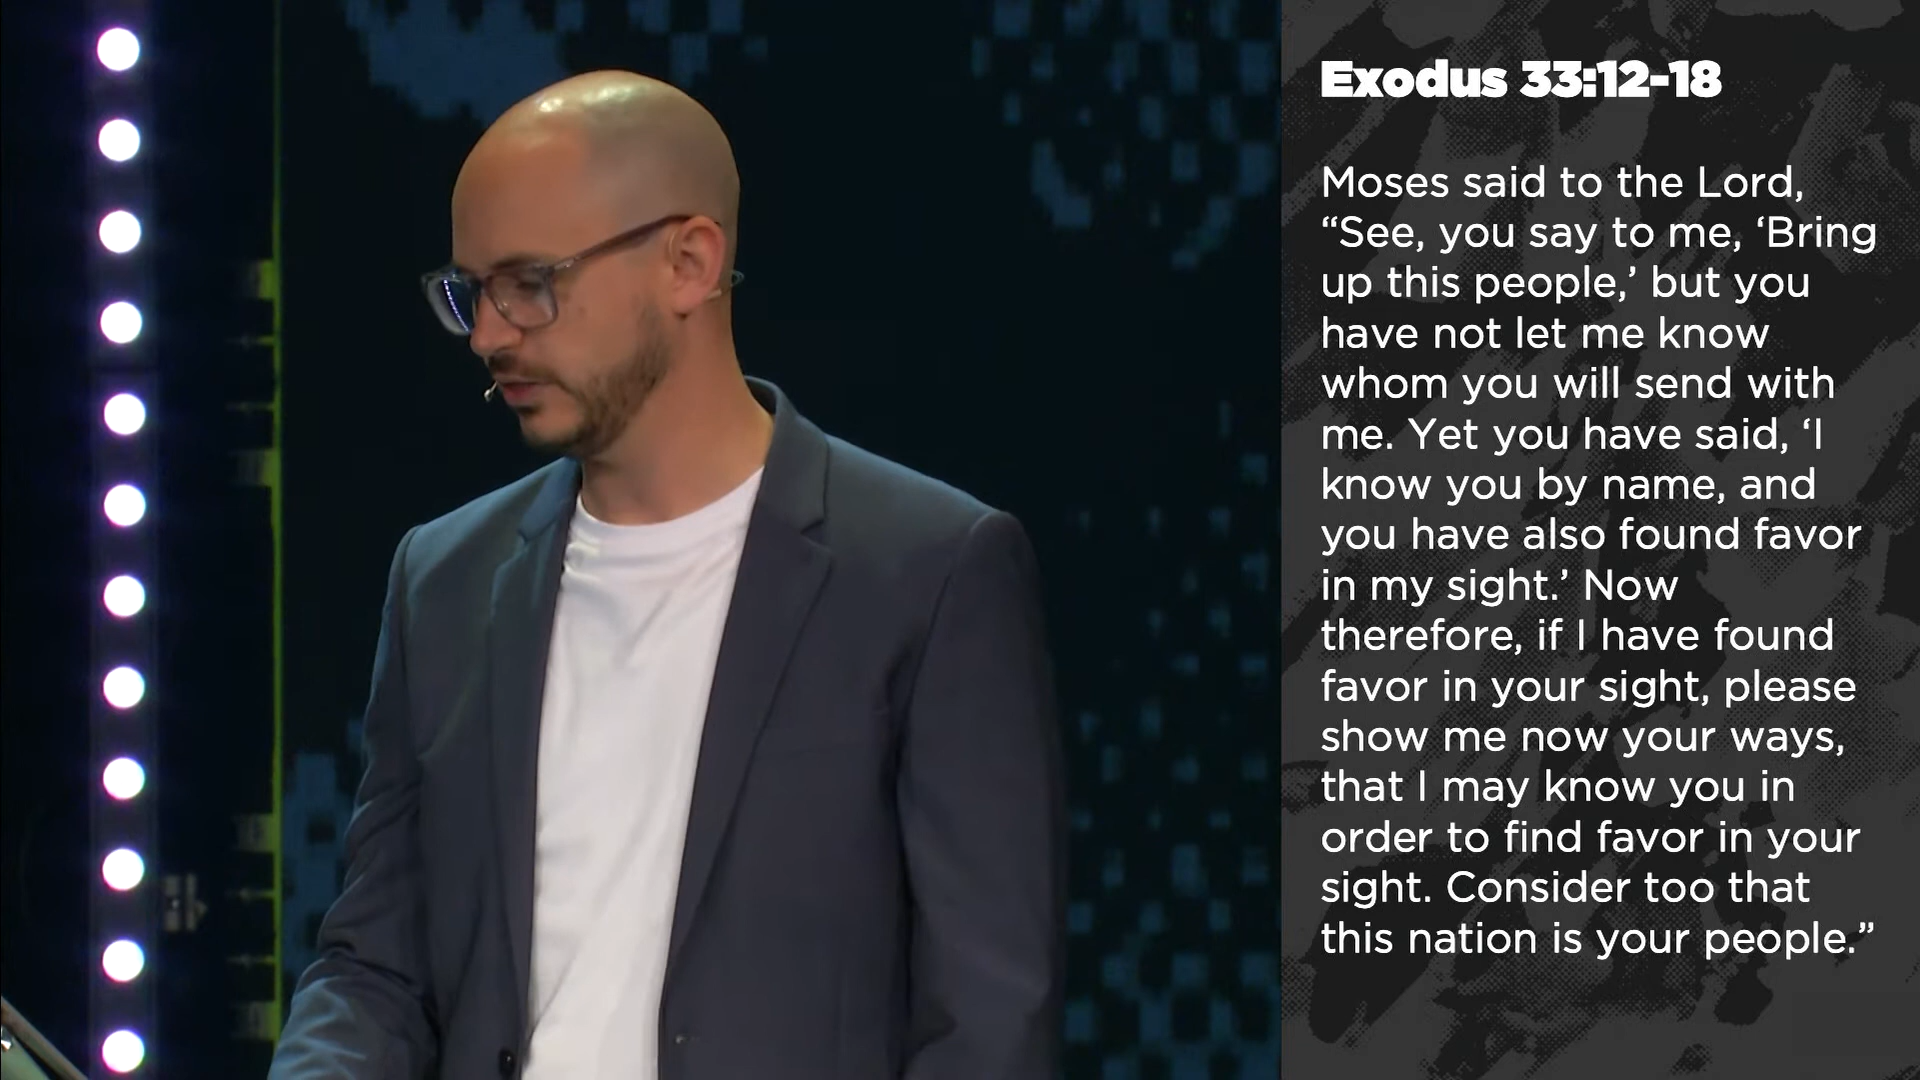 Exodus 33:12-18
Moses said to the Lord,
“See, you say to me, ‘Bring
up this people,’ but you
have not let me know
whom you will send with
me. Yet you have said, ‘I
know you by name, and
you have also found favor
in my sight.’ Now
therefore, if I have found
favor in your sight, please
show me now your ways,
that I may know you in
order to find favor in your
sight. Consider too that
this nation is your people.”